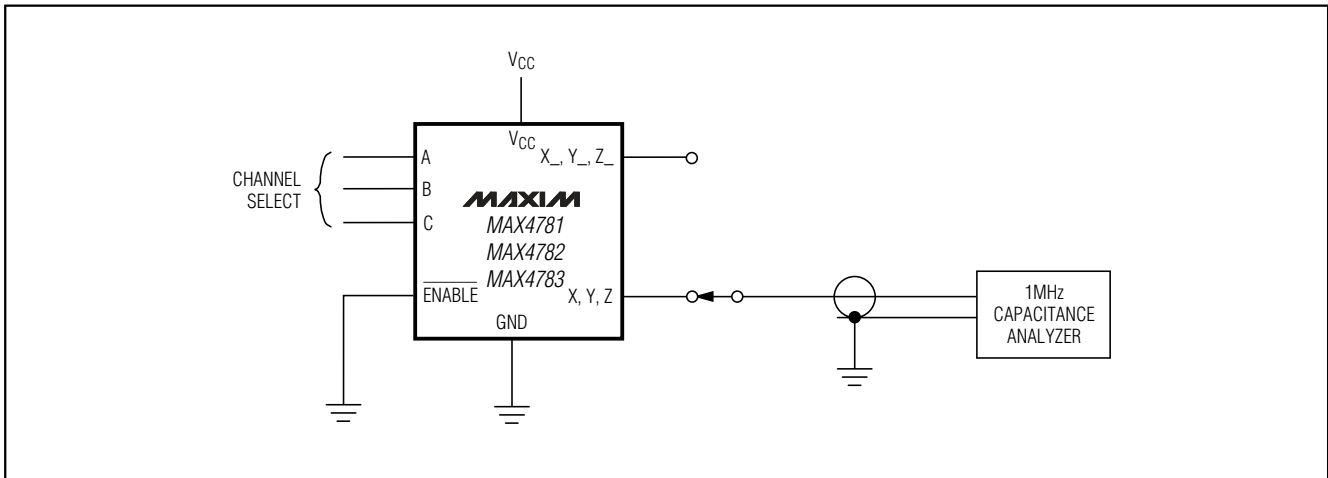 VCC
VCC
A
X_, Y_, Z_
CHANNEL
SELECT
B
MAXIM
C
MAX4781
MAX4782
MAX4783
ENABLE
X, Y, Z
GND
1MHz
CAPACITANCE
ANALYZER